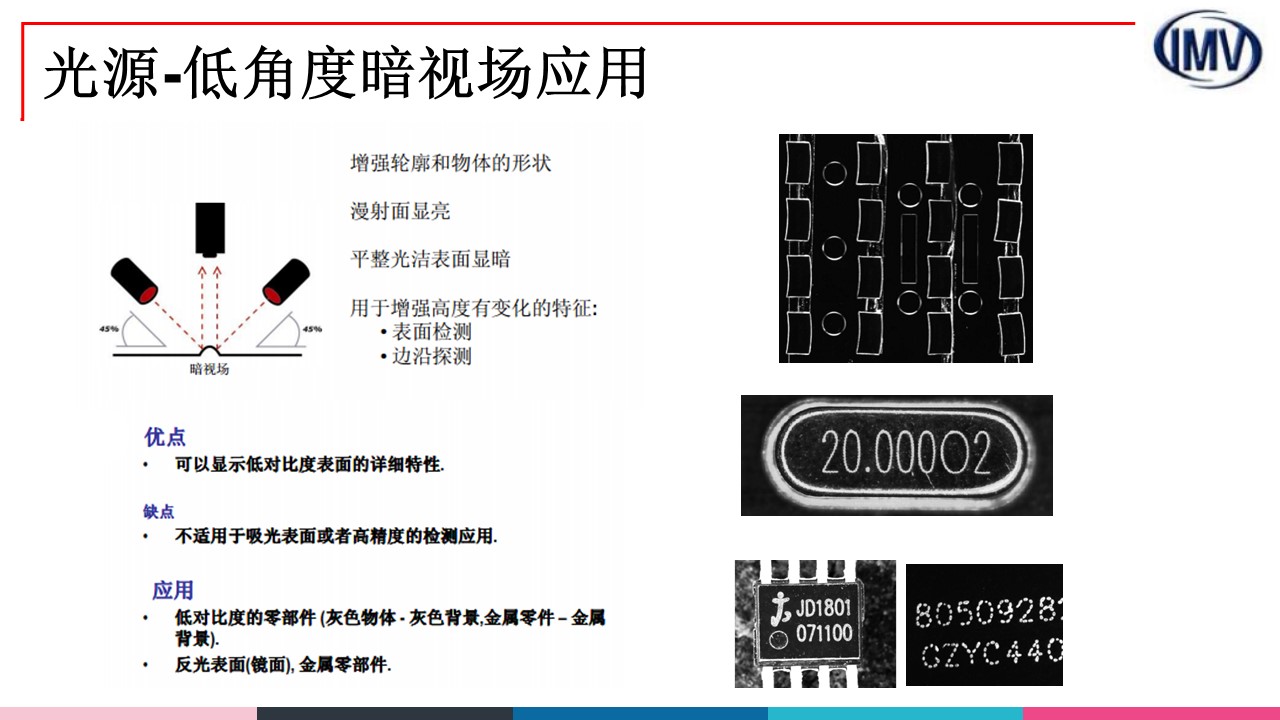 光源-低角度暗视场应用
IMV
增强轮廓和物体的形状
漫射面显亮
平整光洁表面显暗
用于增强高度有变化的特征:
• 表面检测
• 边沿探测
45%
45%
暗视场
优点
• 可以显示低对比度表面的详细特性.
缺点
• 不适用于吸光表面或者高精度的检测应用.
应用
• 低对比度的零部件 (灰色物体 - 灰色背景,金属零件 – 金属
背景).
• 反光表面(镜面), 金属零部件.
20.000O2
JD1801
071100
8050928
CZYC44